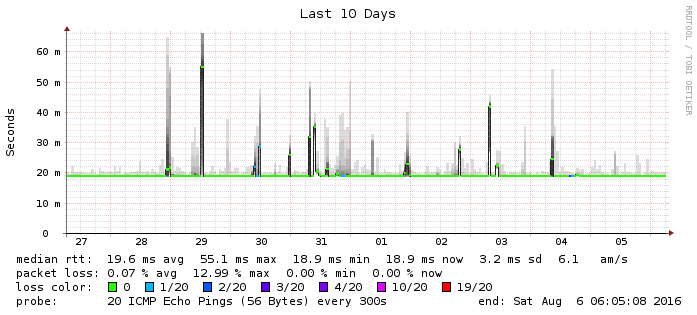 Last 10 Days
RRDTOOL / TOBI OETIKER
Seconds
60 m
50 m
40 m
30 m
20 m
10 m
0
27 28 29 30 31 01 02 03 04 05
median rtt: 19.6 ms avg 55.1 ms max 18.9 ms min 18.9 ms now 3.2 ms sd 6.1 am/s
packet loss: 0.07 % avg 12.99 % max 0.00 % min 0.00 % now
loss color: 0 1/20 2/20 3/20 4/20 10/20 19/20
probe: 20 ICMP Echo Pings (56 Bytes) every 300s end: Sat Aug 6 06:05:08 2016